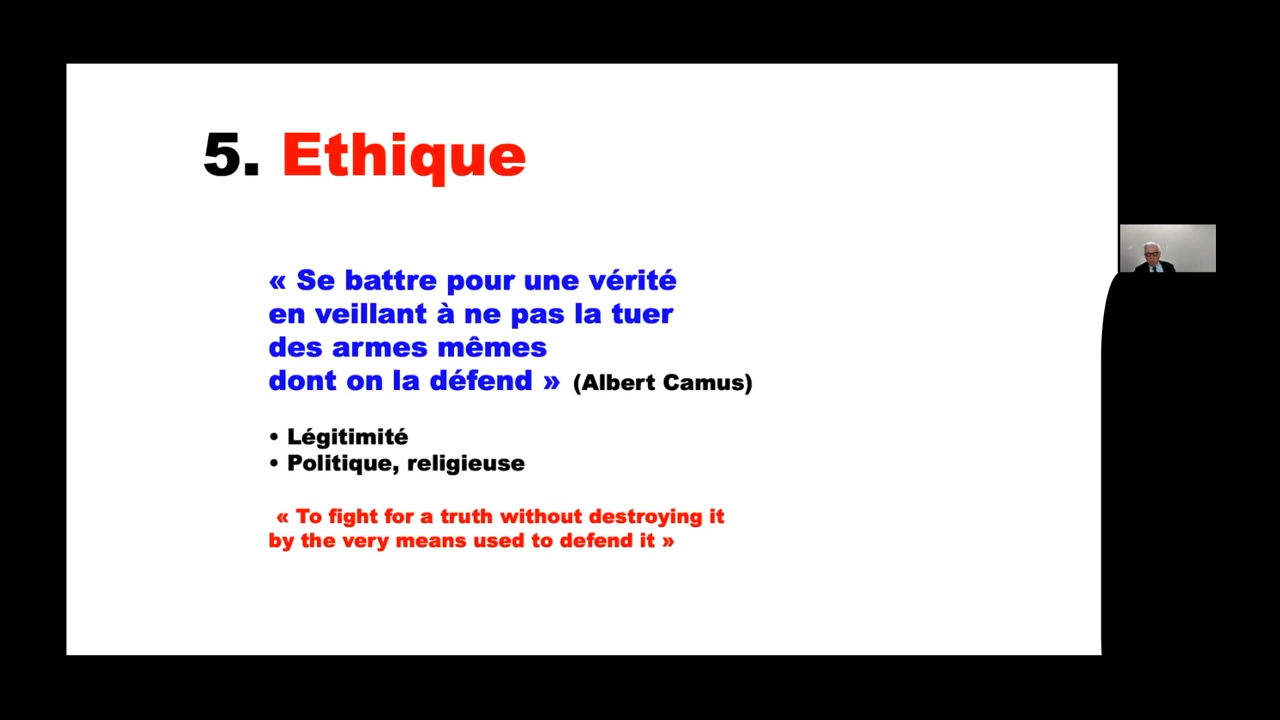 5. Ethique
« Se battre pour une vérité
en veillant à ne pas la tuer
des armes mêmes
dont on la défend » (Albert Camus)
• Légitimité
• Politique, religieuse
« To fight for a truth without destroying it
by the very means used to defend it »